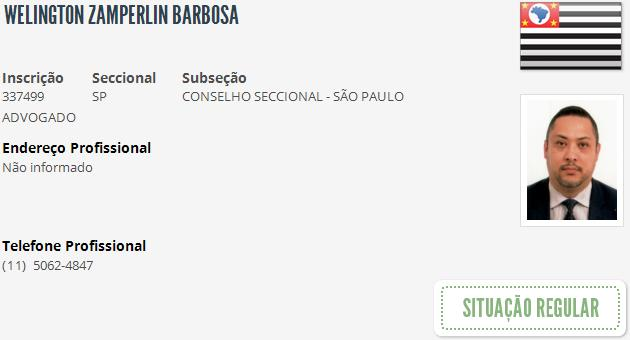 WELINGTON ZAMPERLIN BARBOSA
Inscrição Seccional Subseção
337499 SP CONSELHO SECCIONAL - SÃO PAULO
ADVOGADO
Endereço Profissional
Não informado
Telefone Profissional
(11) 5062-4847
SITUAÇÃO REGULAR